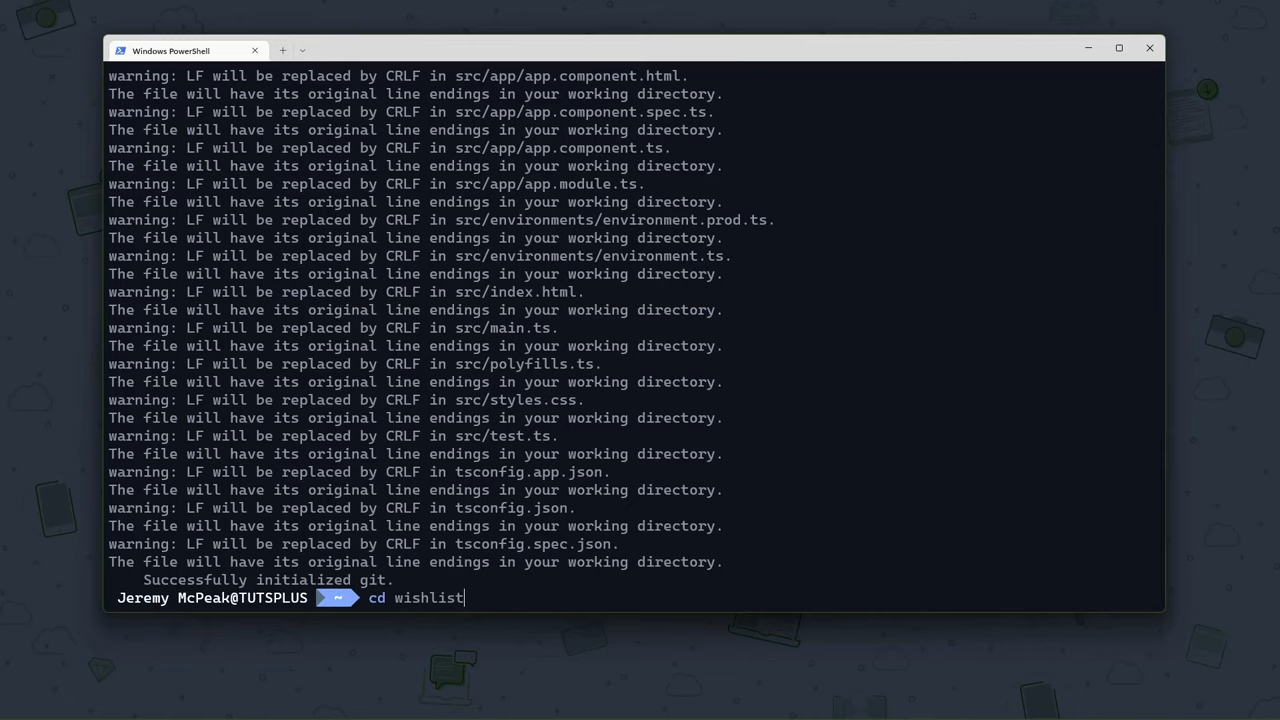 Windows PowerShell
warning: LF will be replaced by CRLF in src/app/app.component.html.
The file will have its original line endings in your working directory.
warning: LF will be replaced by CRLF in src/app/app.component.spec.ts.
The file will have its original line endings in your working directory.
warning: LF will be replaced by CRLF in src/app/app.component.ts.
The file will have its original line endings in your working directory.
warning: LF will be replaced by CRLF in src/app/app.module.ts.
The file will have its original line endings in your working directory.
warning: LF will be replaced by CRLF in src/environments/environment.prod.ts.
The file will have its original line endings in your working directory.
warning: LF will be replaced by CRLF in src/environments/environment.ts.
The file will have its original line endings in your working directory.
warning: LF will be replaced by CRLF in src/index.html.
The file will have its original line endings in your working directory.
warning: LF will be replaced by CRLF in src/main.ts.
The file will have its original line endings in your working directory.
warning: LF will be replaced by CRLF in src/polyfills.ts.
The file will have its original line endings in your working directory.
warning: LF will be replaced by CRLF in src/styles.css.
The file will have its original line endings in your working directory.
warning: LF will be replaced by CRLF in src/test.ts.
The file will have its original line endings in your working directory.
warning: LF will be replaced by CRLF in tsconfig.app.json.
The file will have its original line endings in your working directory.
warning: LF will be replaced by CRLF in tsconfig.json.
The file will have its original line endings in your working directory.
warning: LF will be replaced by CRLF in tsconfig.spec.json.
The file will have its original line endings in your working directory.
Successfully initialized git.
Jeremy McPeak@TUTSPLUS ~ cd wishlist